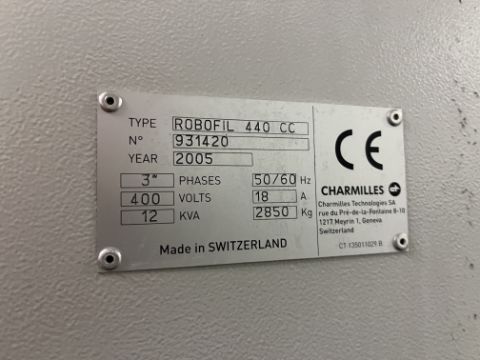 TYPE ROBOFIL 440 CC
N° 931420
YEAR 2005
3~ PHASES 50/60 Hz
400 VOLTS 18 A
12 KVA 2850 Kg
Made in SWITZERLAND
CE
CHARMILLES
Charmilles Technologies SA
rue du Pré-de-la-Fontaine 8-10
1217 Meyrin 1, Geneva
Switzerland
CT-135011029 B